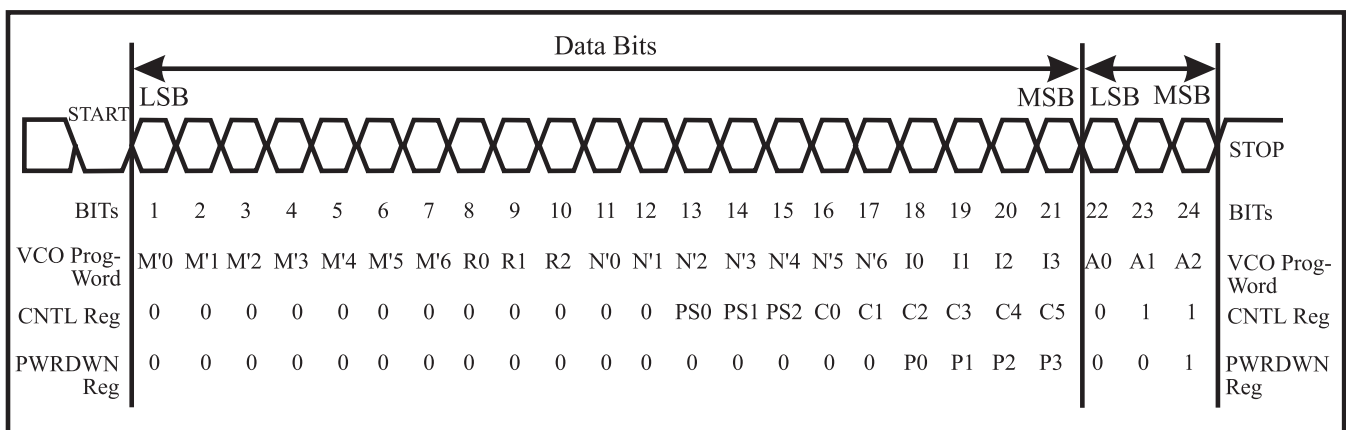 Data Bits
LSB MSB LSB MSB
START
STOP
BITs 1 2 3 4 5 6 7 8 9 10 11 12 13 14 15 16 17 18 19 20 21 22 23 24 BITs
VCO Prog-
Word M'0 M'1 M'2 M'3 M'4 M'5 M'6 R0 R1 R2 N'0 N'1 N'2 N'3 N'4 N'5 N'6 I0 I1 I2 I3 A0 A1 A2 VCO Prog-
Word
CNTL Reg 0 0 0 0 0 0 0 0 0 0 0 0 PS0 PS1 PS2 C0 C1 C2 C3 C4 C5 0 1 1 CNTL Reg
PWRDWN
Reg 0 0 0 0 0 0 0 0 0 0 0 0 0 0 0 0 0 P0 P1 P2 P3 0 0 1 PWRDWN
Reg